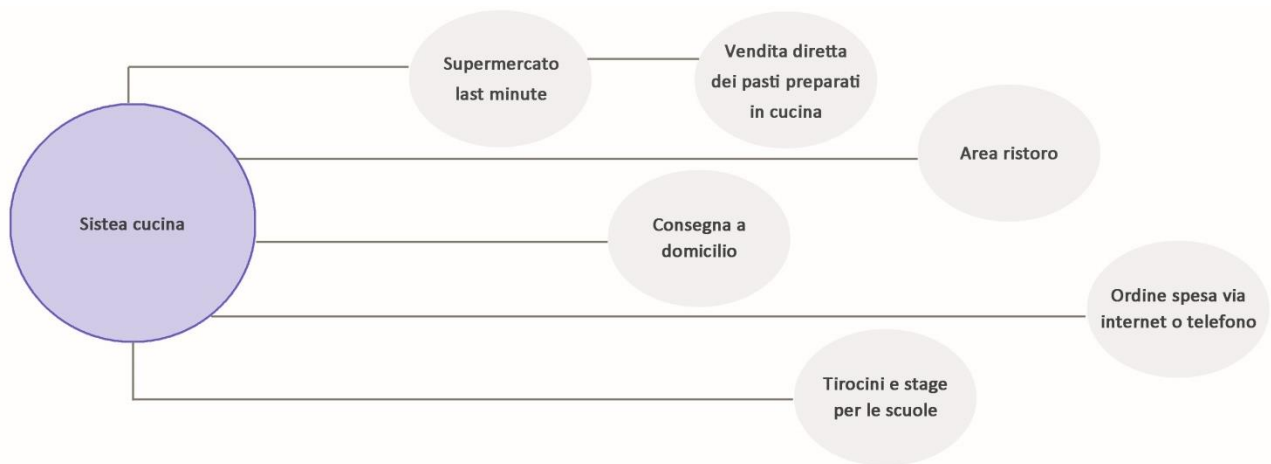 Supermercato
last minute
Vendita diretta
dei pasti preparati
in cucina
Area ristoro
Sistea cucina
Consegna a
domicilio
Ordine spesa via
internet o telefono
Tirocini e stage
per le scuole